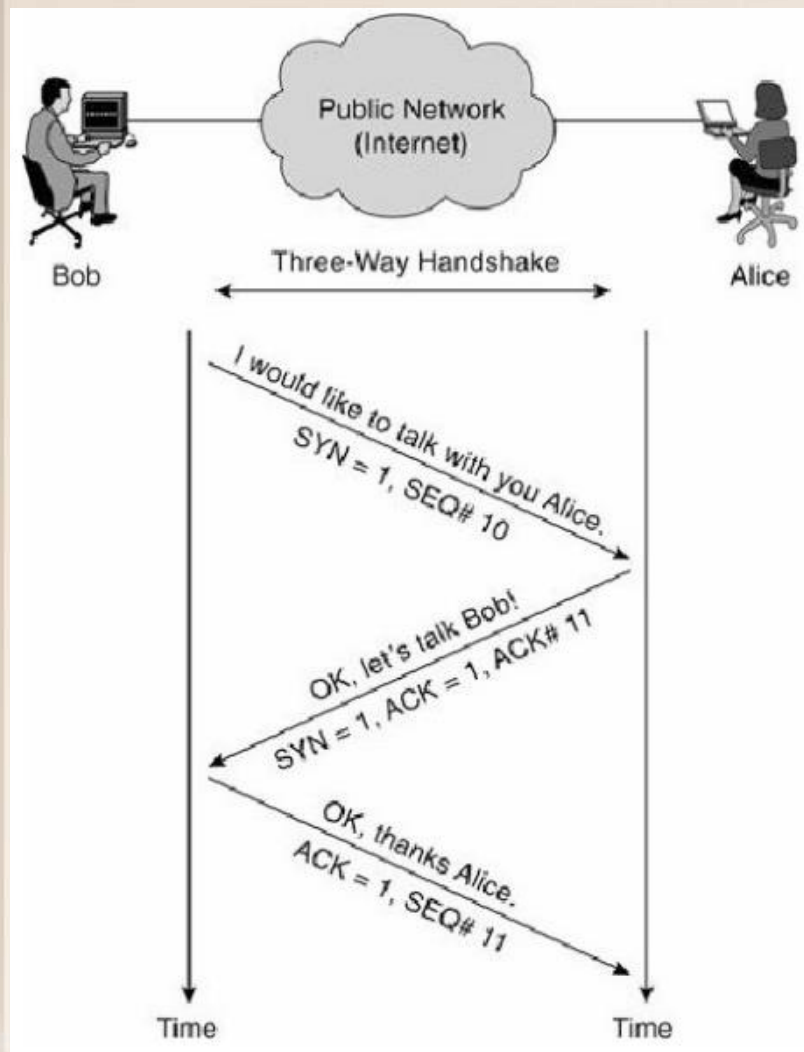 Public Network
(Internet)
Bob
Three-Way Handshake
Alice
I would like to talk with you Alice.
SYN = 1, SEQ# 10
OK, let's talk Bob!
SYN = 1, ACK = 1, ACK# 11
OK, thanks Alice.
ACK = 1, SEQ# 11
Time
Time